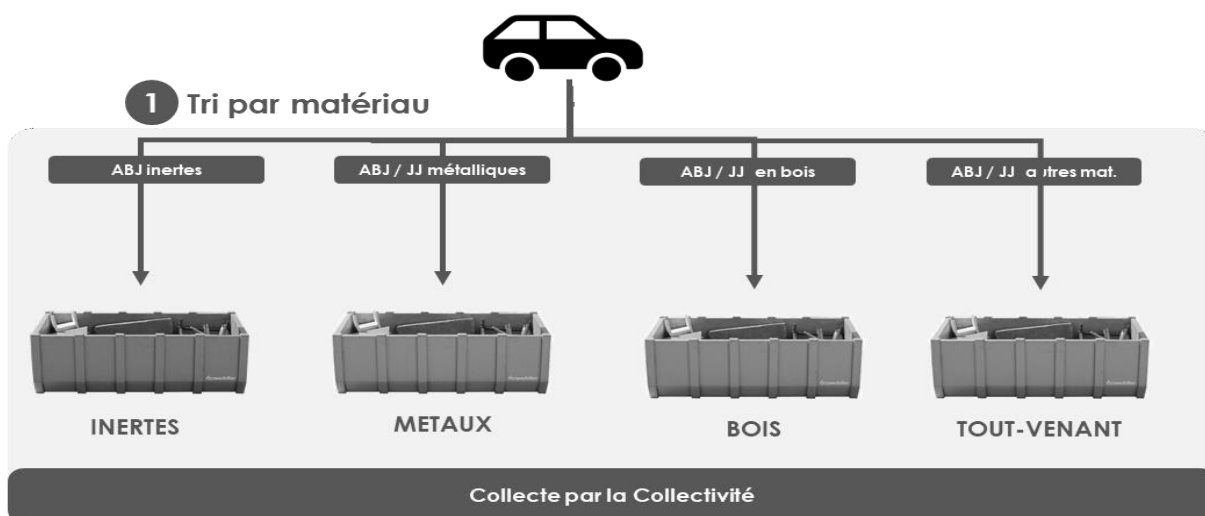 1 Tri par matériau
ABJ inertes
ABJ / JJ métalliques
ABJ / JJ en bois
ABJ / JJ autres mat.
INERTES
METAUX
BOIS
TOUT-VENANT
Collecte par la Collectivité